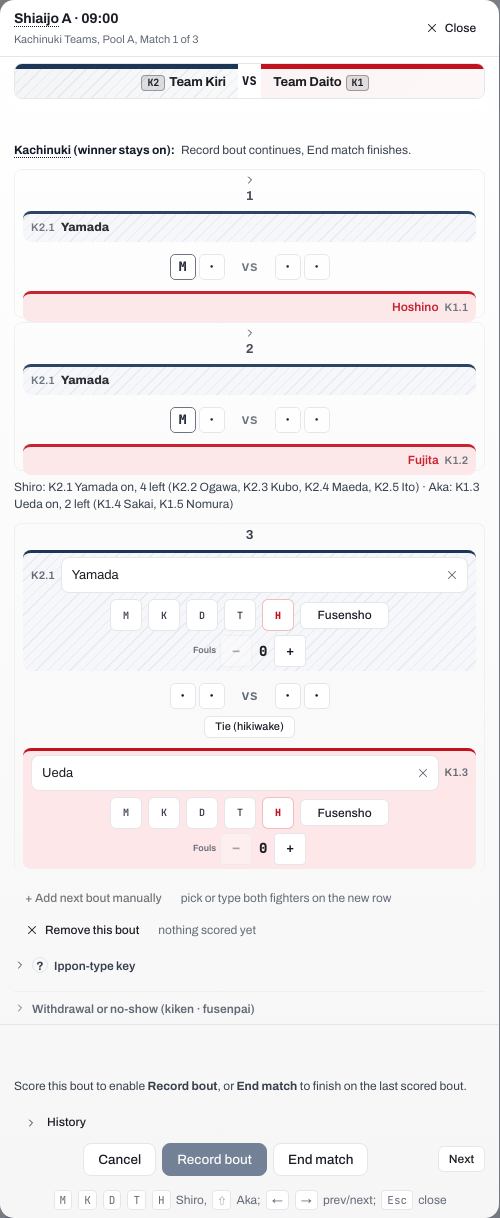 Shiaijo A · 09:00
Kachinuki Teams, Pool A, Match 1 of 3
Close
K2 Team Kiri VS Team Daito K1
Kachinuki (winner stays on): Record bout continues, End match finishes.
1
K2.1 Yamada
M · VS · ·
Hoshino K1.1
2
K2.1 Yamada
M · VS · ·
Fujita K1.2
Shiro: K2.1 Yamada on, 4 left (K2.2 Ogawa, K2.3 Kubo, K2.4 Maeda, K2.5 Ito) · Aka: K1.3
Ueda on, 2 left (K1.4 Sakai, K1.5 Nomura)
3
K2.1 Yamada
M K D T H Fusensho
Fouls − 0 +
· · VS · ·
Tie (hikiwake)
Ueda K1.3
M K D T H Fusensho
Fouls − 0 +
+ Add next bout manually pick or type both fighters on the new row
Remove this bout nothing scored yet
? Ippon-type key
Withdrawal or no-show (kiken · fusenpai)
Score this bout to enable Record bout, or End match to finish on the last scored bout.
History
Cancel Record bout End match Next
M K D T H Shiro, ⇧ Aka; ← → prev/next; Esc close